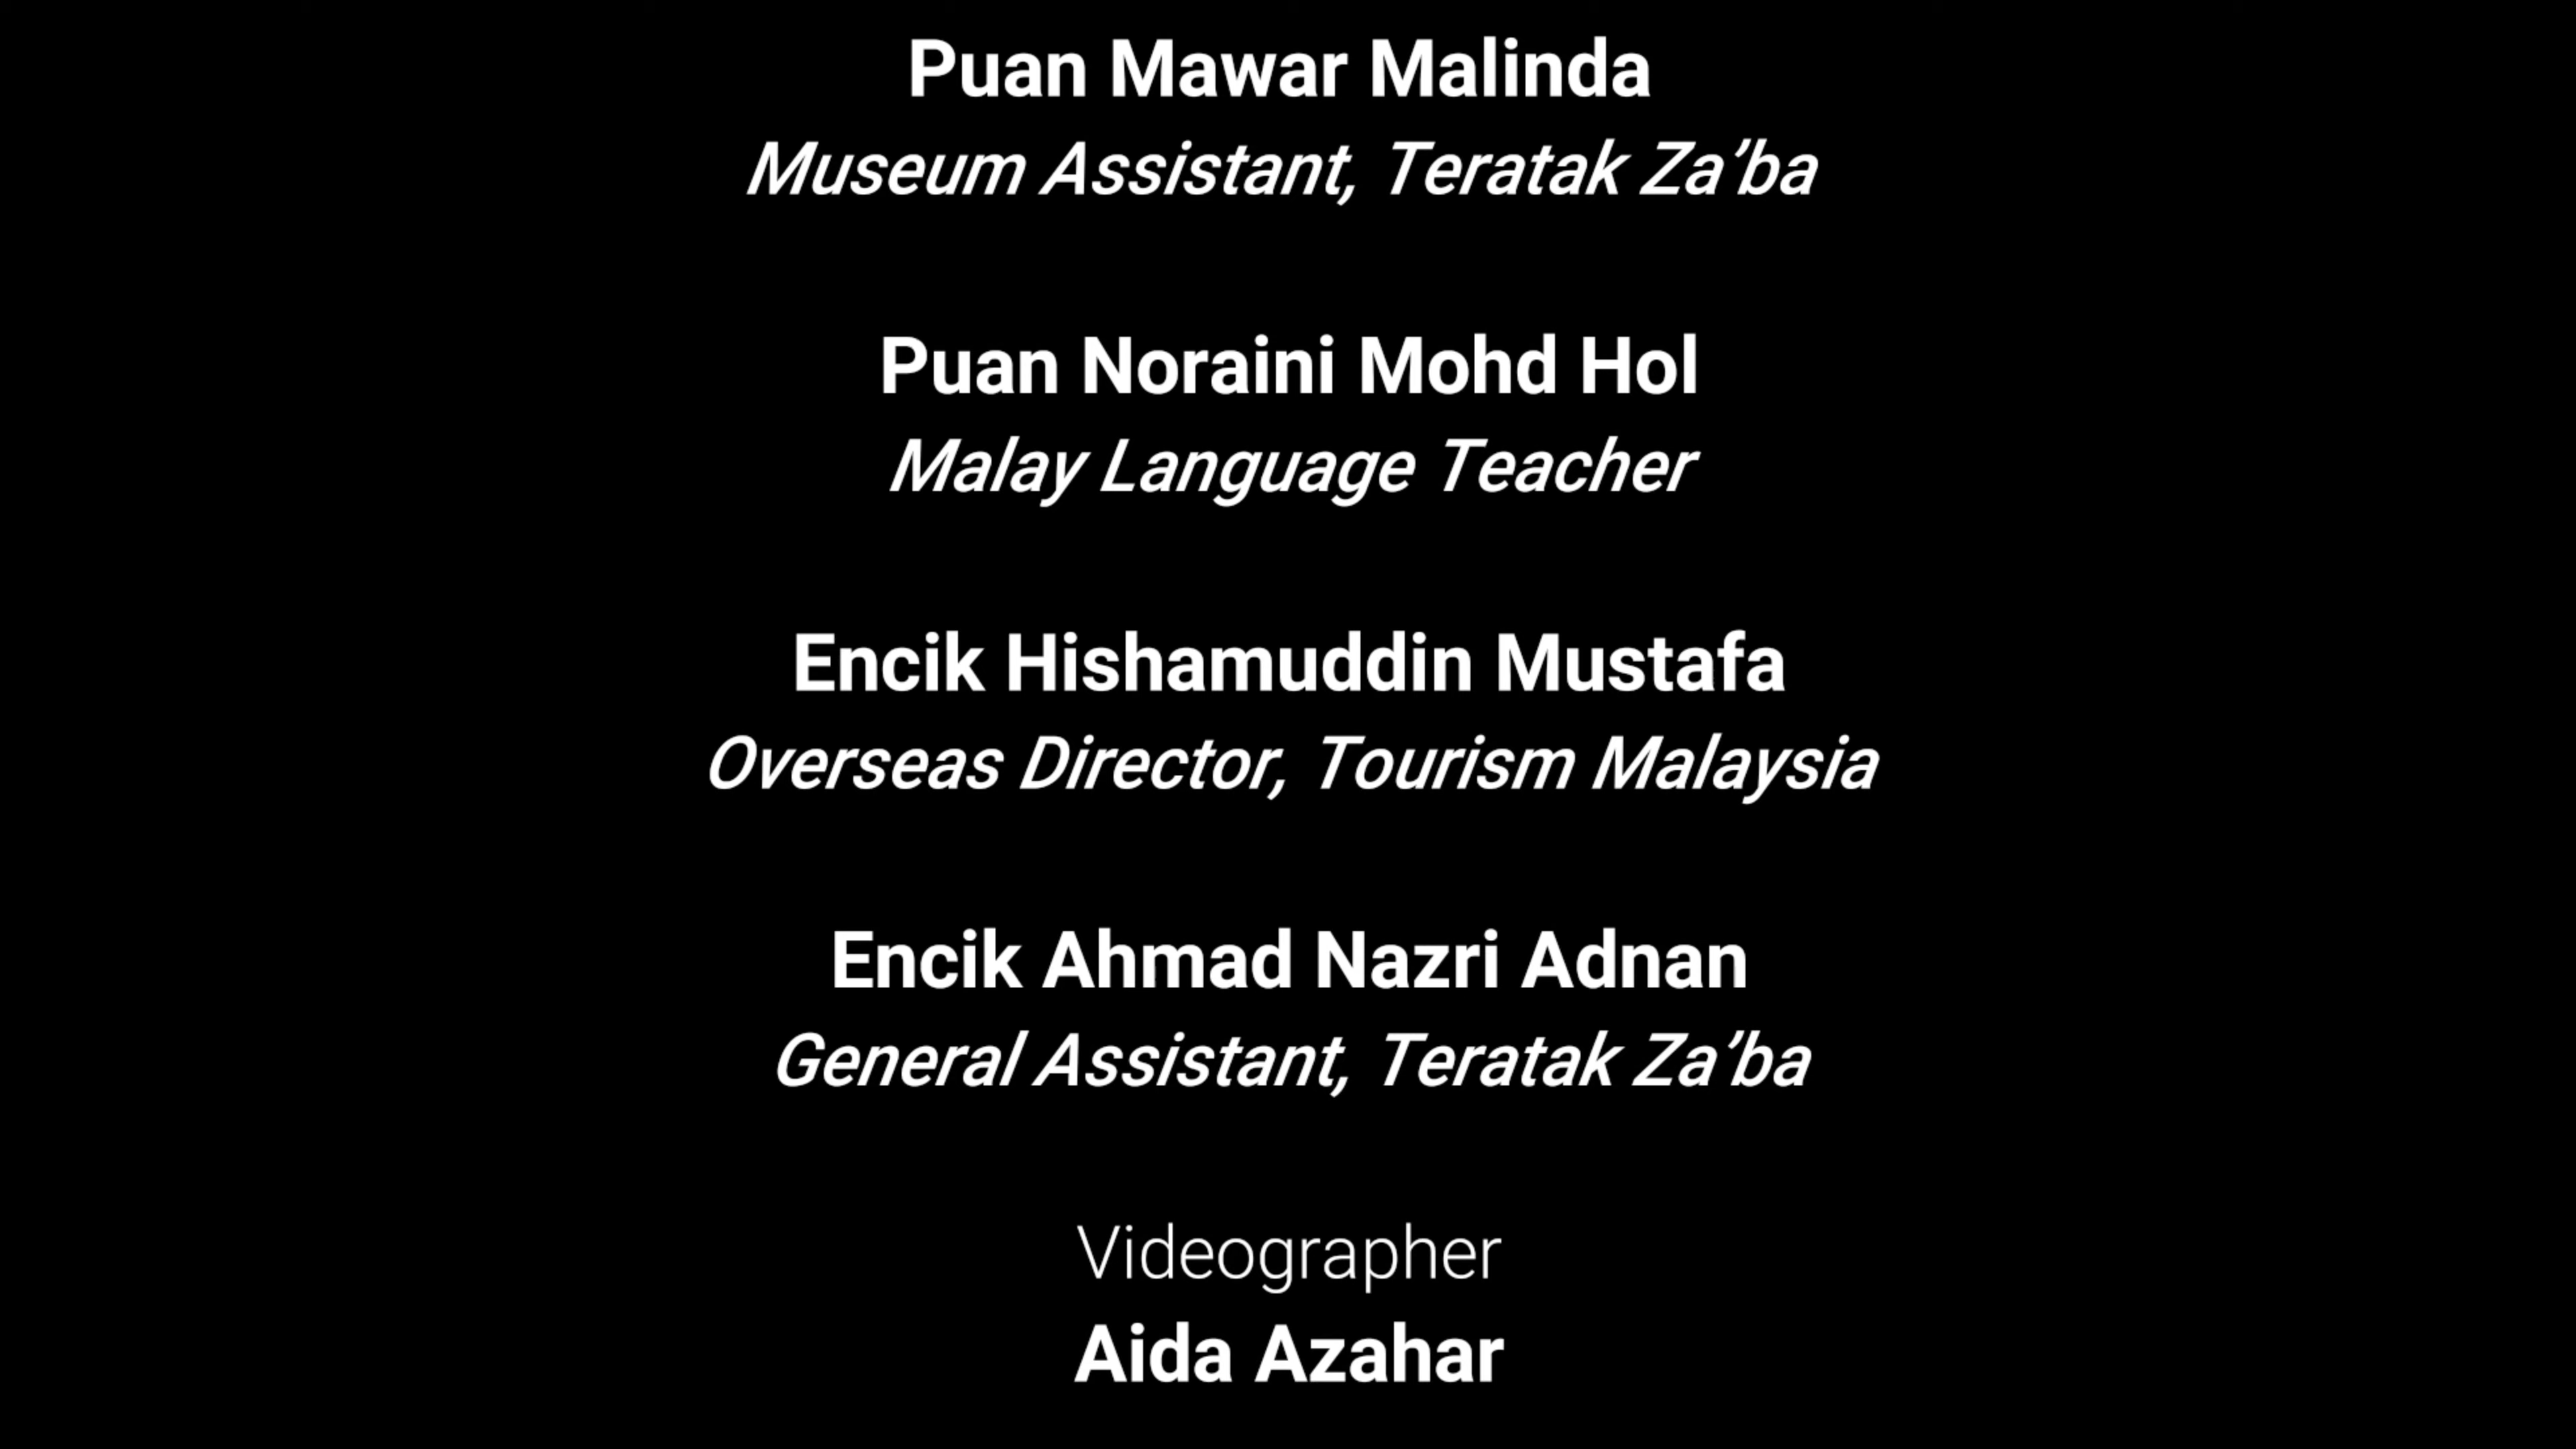 Puan Mawar Malinda
Museum Assistant, Teratak Za’ba
Puan Noraini Mohd Hol
Malay Language Teacher
Encik Hishamuddin Mustafa
Overseas Director, Tourism Malaysia
Encik Ahmad Nazri Adnan
General Assistant, Teratak Za’ba
Videographer
Aida Azahar